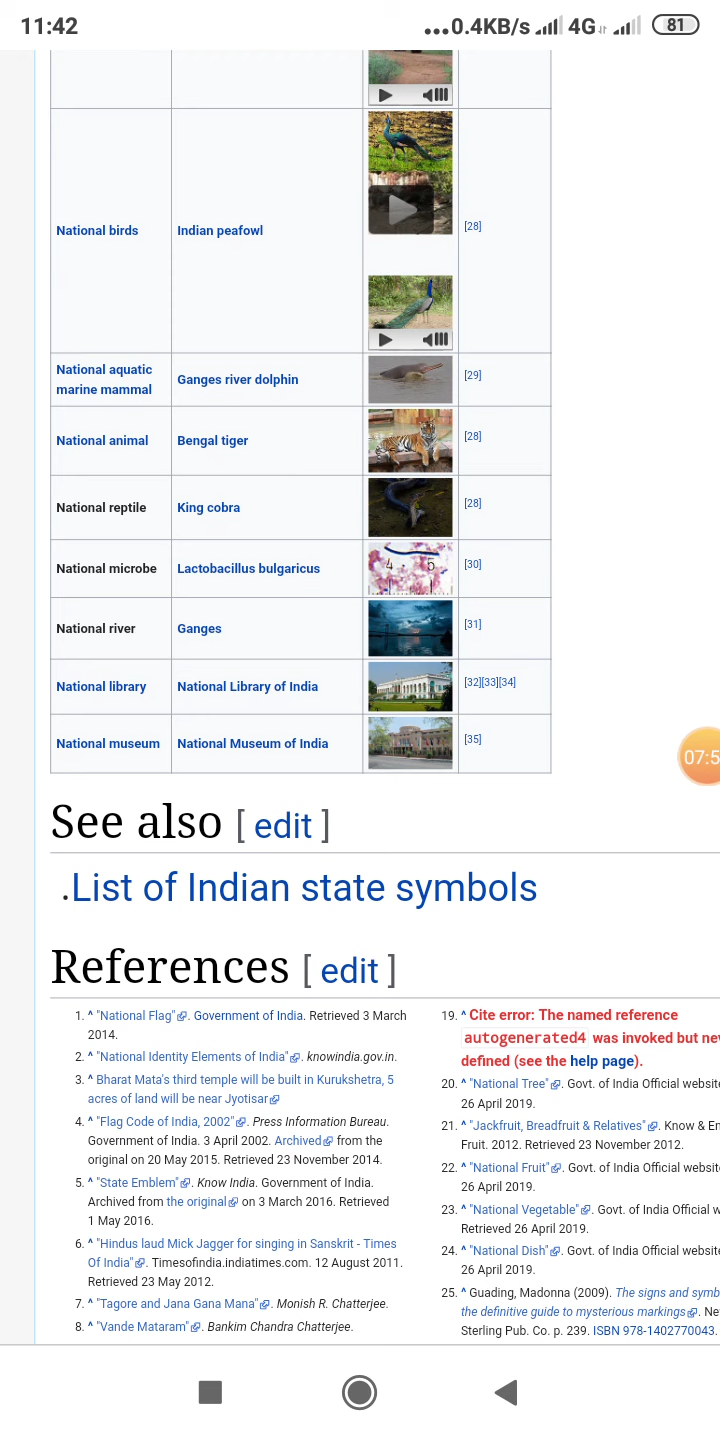 11:42 ...0.4KB/s 4G 81
National birds Indian peafowl [28]
National aquatic
marine mammal Ganges river dolphin [29]
National animal Bengal tiger [28]
National reptile King cobra [28]
National microbe Lactobacillus bulgaricus 4 5 [30]
National river Ganges [31]
National library National Library of India [32][33][34]
National museum National Museum of India [35]
07:5
See also [ edit ]
.List of Indian state symbols
References [ edit ]
1. ^ "National Flag". Government of India. Retrieved 3 March
2014.
2. ^ "National Identity Elements of India". knowindia.gov.in.
3. ^ Bharat Mata's third temple will be built in Kurukshetra, 5
acres of land will be near Jyotisar
4. ^ "Flag Code of India, 2002". Press Information Bureau.
Government of India. 3 April 2002. Archived from the
original on 20 May 2015. Retrieved 23 November 2014.
5. ^ "State Emblem". Know India. Government of India.
Archived from the original on 3 March 2016. Retrieved
1 May 2016.
6. ^ "Hindus laud Mick Jagger for singing in Sanskrit - Times
Of India". Timesofindia.indiatimes.com. 12 August 2011.
Retrieved 23 May 2012.
7. ^ "Tagore and Jana Gana Mana". Monish R. Chatterjee.
8. ^ "Vande Mataram". Bankim Chandra Chatterjee.
19. ^ Cite error: The named reference
autogenerated4 was invoked but nev
defined (see the help page).
20. ^ "National Tree". Govt. of India Official website
26 April 2019.
21. ^ "Jackfruit, Breadfruit & Relatives". Know & En
Fruit. 2012. Retrieved 23 November 2012.
22. ^ "National Fruit". Govt. of India Official websit
26 April 2019.
23. ^ "National Vegetable". Govt. of India Official w
Retrieved 26 April 2019.
24. ^ "National Dish". Govt. of India Official website
26 April 2019.
25. ^ Guading, Madonna (2009). The signs and symb
the definitive guide to mysterious markings. Ne
Sterling Pub. Co. p. 239. ISBN 978-1402770043.